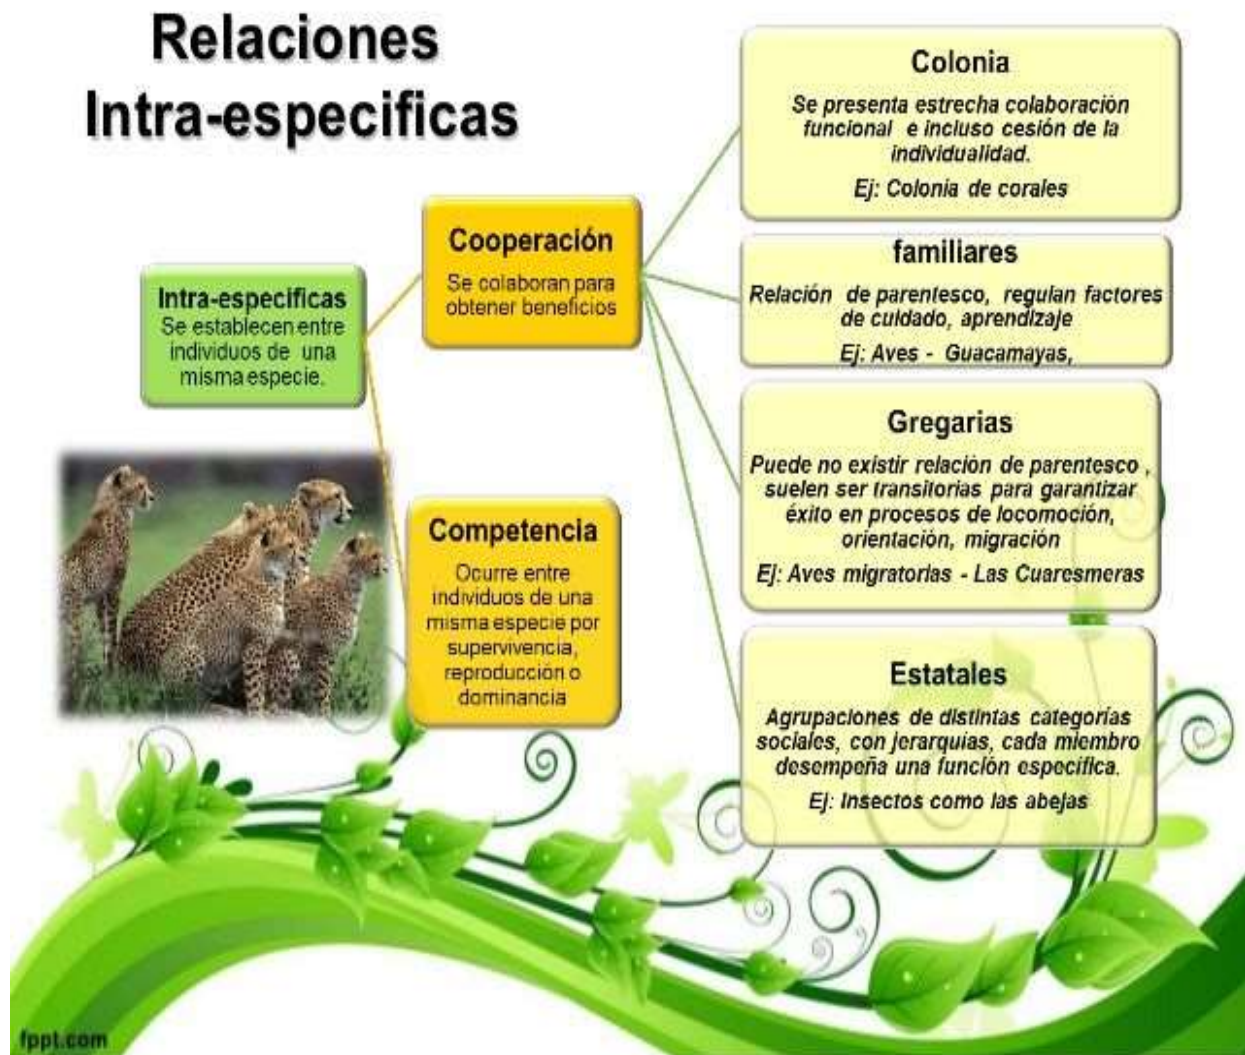 Relaciones
Intra-especificas
Intra-especificas
Se establecen entre
individuos de una
misma especie.
Cooperación
Se colaboran para
obtener beneficios
Competencia
Ocurre entre
individuos de una
misma especie por
supervivencia,
reproducción o
dominancia
Colonia
Se presenta estrecha colaboración
funcional e incluso cesión de la
individualidad.
Ej: Colonia de corales
familiares
Relación de parentesco, regulan factores
de cuidado, aprendizaje
Ej: Aves - Guacamayas,
Gregarias
Puede no existir relación de parentesco ,
suelen ser transitorias para garantizar
éxito en procesos de locomoción,
orientación, migración
Ej: Aves migratorias - Las Cuaresmeras
Estatales
Agrupaciones de distintas categorías
sociales, con jerarquías, cada miembro
desempeña una función específica.
Ej: Insectos como las abejas
fppt.com